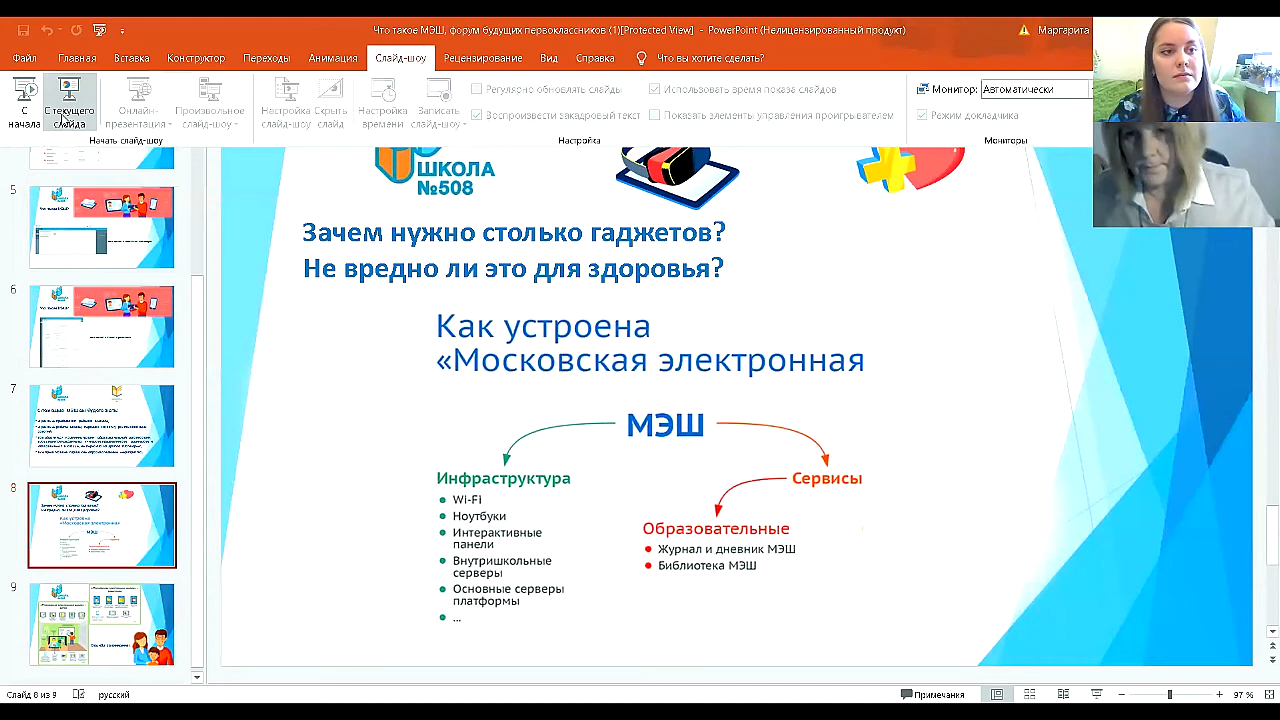 Что такое МЭШ, форум будущих первоклассников (1)[Protected View] - PowerPoint (Нелицензированный продукт)
Маргарита
Файл Главная Вставка Конструктор Переходы Анимация Слайд-шоу Рецензирование Вид Справка Что вы хотите сделать?
С начала
С текущего слайда
Онлайн-презентация
Произвольное слайд-шоу
Настройка слайд-шоу
Скрыть слайд
Настройка времени
Записать слайд-шоу
Регулярно обновлять слайды
Воспроизвести закадровый текст
Использовать время показа слайдов
Показать элементы управления проигрывателем
Монитор: Автоматически
Режим докладчика
Начать слайд-шоу
Настройка
Мониторы
5
6
7
8
9
ШКОЛА
№508
Зачем нужно столько гаджетов?
Не вредно ли это для здоровья?
Как устроена
«Московская электронная
МЭШ
Инфраструктура
Wi-Fi
Ноутбуки
Интерактивные
панели
Внутришкольные
серверы
Основные серверы
платформы
...
Сервисы
Образовательные
Журнал и дневник МЭШ
Библиотека МЭШ
Слайд 8 из 9 русский
Примечания
97 %